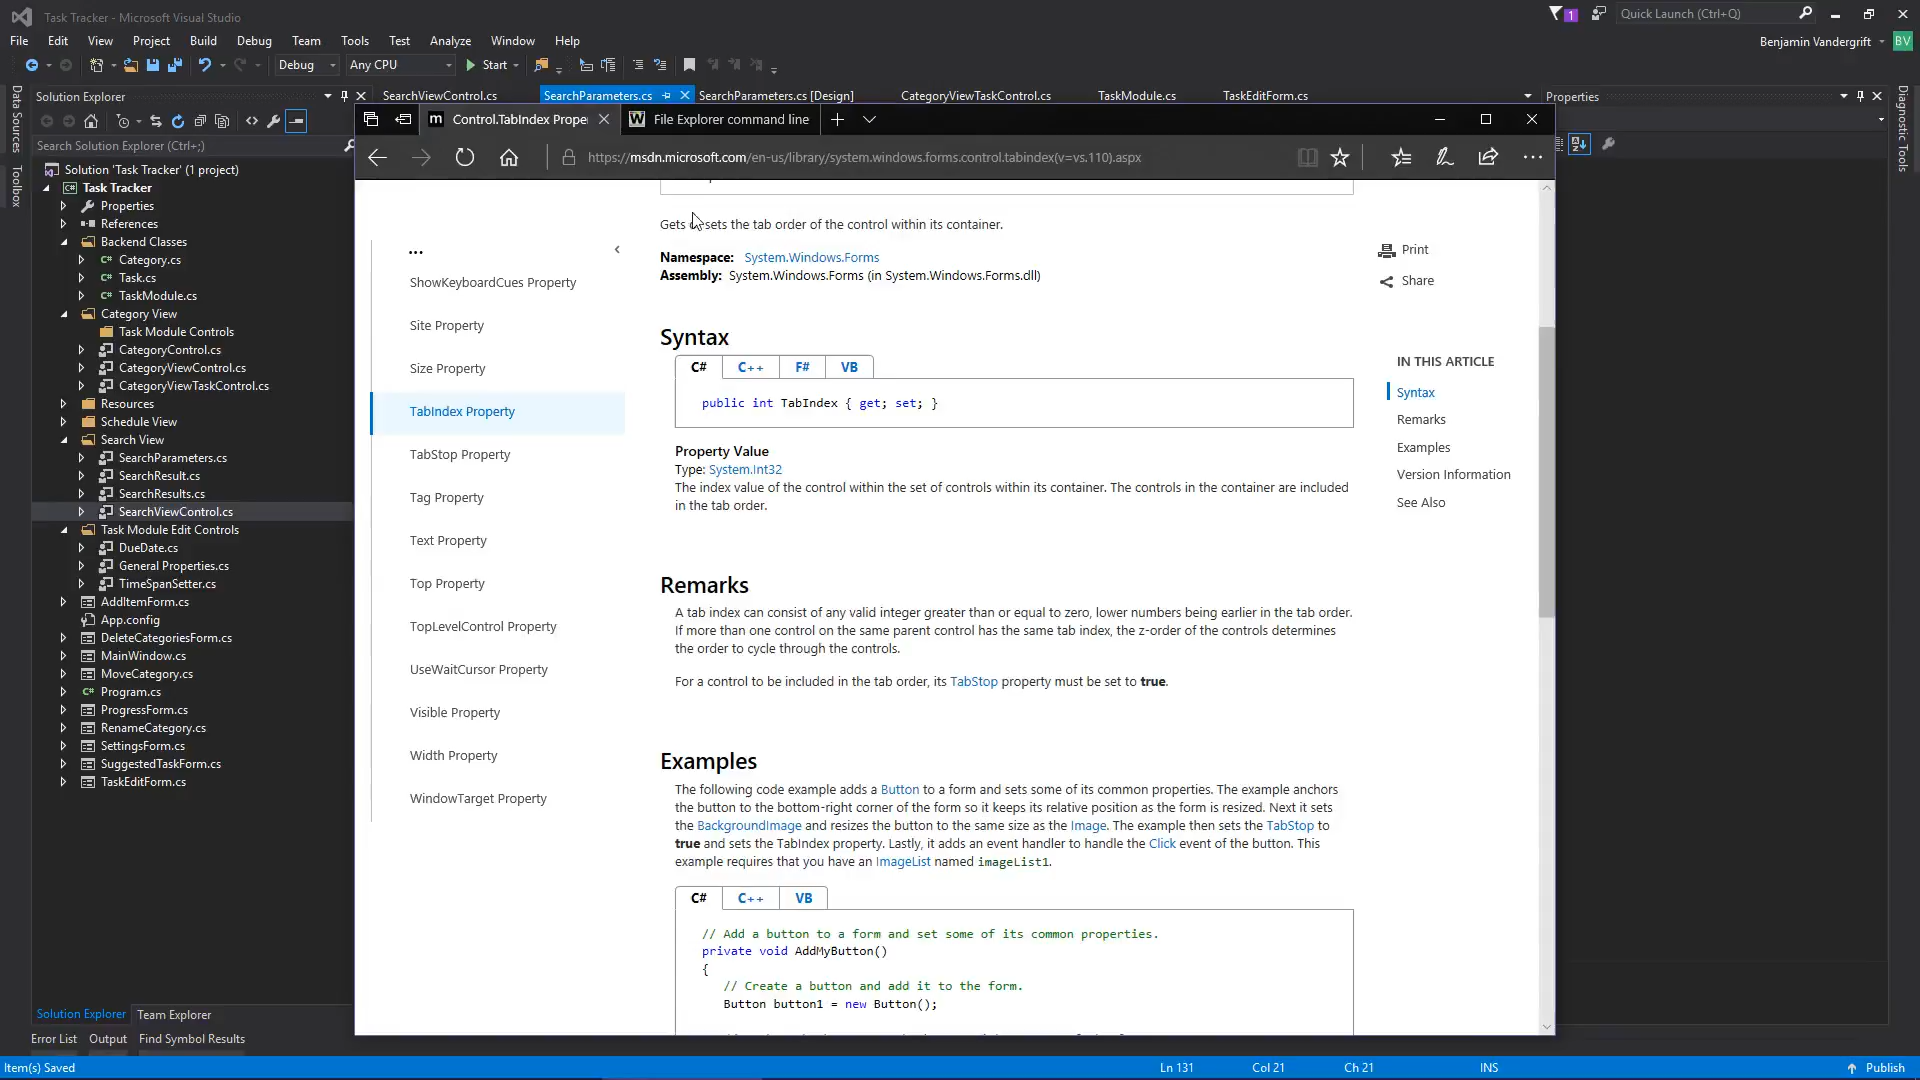 Task Tracker - Microsoft Visual Studio
1
Quick Launch (Ctrl+Q)
File Edit View Project Build Debug Team Tools Test Analyze Window Help
Benjamin Vandergrift
BV
Debug
Any CPU
Start
Solution Explorer
SearchViewControl.cs
SearchParameters.cs
SearchParameters.cs [Design]
CategoryViewTaskControl.cs
TaskModule.cs
TaskEditForm.cs
Properties
Data Sources
Toolbox
Diagnostic Tools
Search Solution Explorer (Ctrl+;)
Solution 'Task Tracker' (1 project)
Task Tracker
Properties
References
Backend Classes
Category.cs
Task.cs
TaskModule.cs
Category View
Task Module Controls
CategoryControl.cs
CategoryViewControl.cs
CategoryViewTaskControl.cs
Resources
Schedule View
Search View
SearchParameters.cs
SearchResult.cs
SearchResults.cs
SearchViewControl.cs
Task Module Edit Controls
DueDate.cs
General Properties.cs
TimeSpanSetter.cs
AddItemForm.cs
App.config
DeleteCategoriesForm.cs
MainWindow.cs
MoveCategory.cs
Program.cs
ProgressForm.cs
RenameCategory.cs
SettingsForm.cs
SuggestedTaskForm.cs
TaskEditForm.cs
Solution Explorer Team Explorer
Error List Output Find Symbol Results
Item(s) Saved
Ln 131 Col 21 Ch 21 INS
Publish
Control.TabIndex Proper
File Explorer command line
https://msdn.microsoft.com/en-us/library/system.windows.forms.control.tabindex(v=vs.110).aspx
...
ShowKeyboardCues Property
Site Property
Size Property
TabIndex Property
TabStop Property
Tag Property
Text Property
Top Property
TopLevelControl Property
UseWaitCursor Property
Visible Property
Width Property
WindowTarget Property
Gets sets the tab order of the control within its container.
Namespace: System.Windows.Forms
Assembly: System.Windows.Forms (in System.Windows.Forms.dll)
Syntax
C# C++ F# VB
public int TabIndex { get; set; }
Property Value
Type: System.Int32
The index value of the control within the set of controls within its container. The controls in the container are included
in the tab order.
Remarks
A tab index can consist of any valid integer greater than or equal to zero, lower numbers being earlier in the tab order.
If more than one control on the same parent control has the same tab index, the z-order of the controls determines
the order to cycle through the controls.
For a control to be included in the tab order, its TabStop property must be set to true.
Examples
The following code example adds a Button to a form and sets some of its common properties. The example anchors
the button to the bottom-right corner of the form so it keeps its relative position as the form is resized. Next it sets
the BackgroundImage and resizes the button to the same size as the Image. The example then sets the TabStop to
true and sets the TabIndex property. Lastly, it adds an event handler to handle the Click event of the button. This
example requires that you have an ImageList named imageList1.
C# C++ VB
// Add a button to a form and set some of its common properties.
private void AddMyButton()
{
// Create a button and add it to the form.
Button button1 = new Button();
Print
Share
IN THIS ARTICLE
Syntax
Remarks
Examples
Version Information
See Also